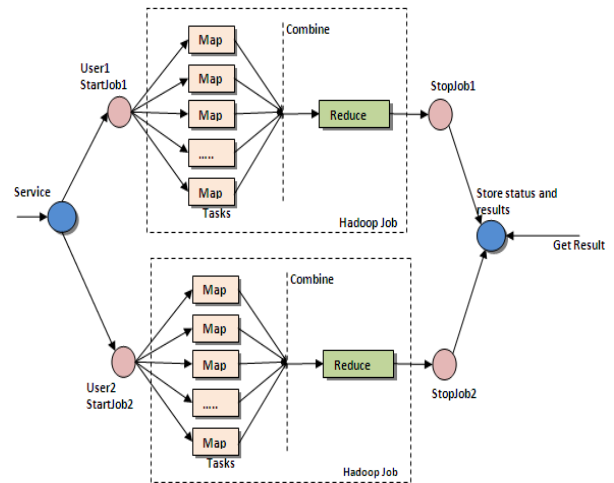 Combine
Map
User1
StartJob1
Map
StopJob1
Map
Reduce
.....
Service
Map
Tasks
Store status and
results
Hadoop Job
Get Result
Combine
Map
Map
Map
Reduce
User2
StartJob2
.....
StopJob2
Map
Tasks
Hadoop Job